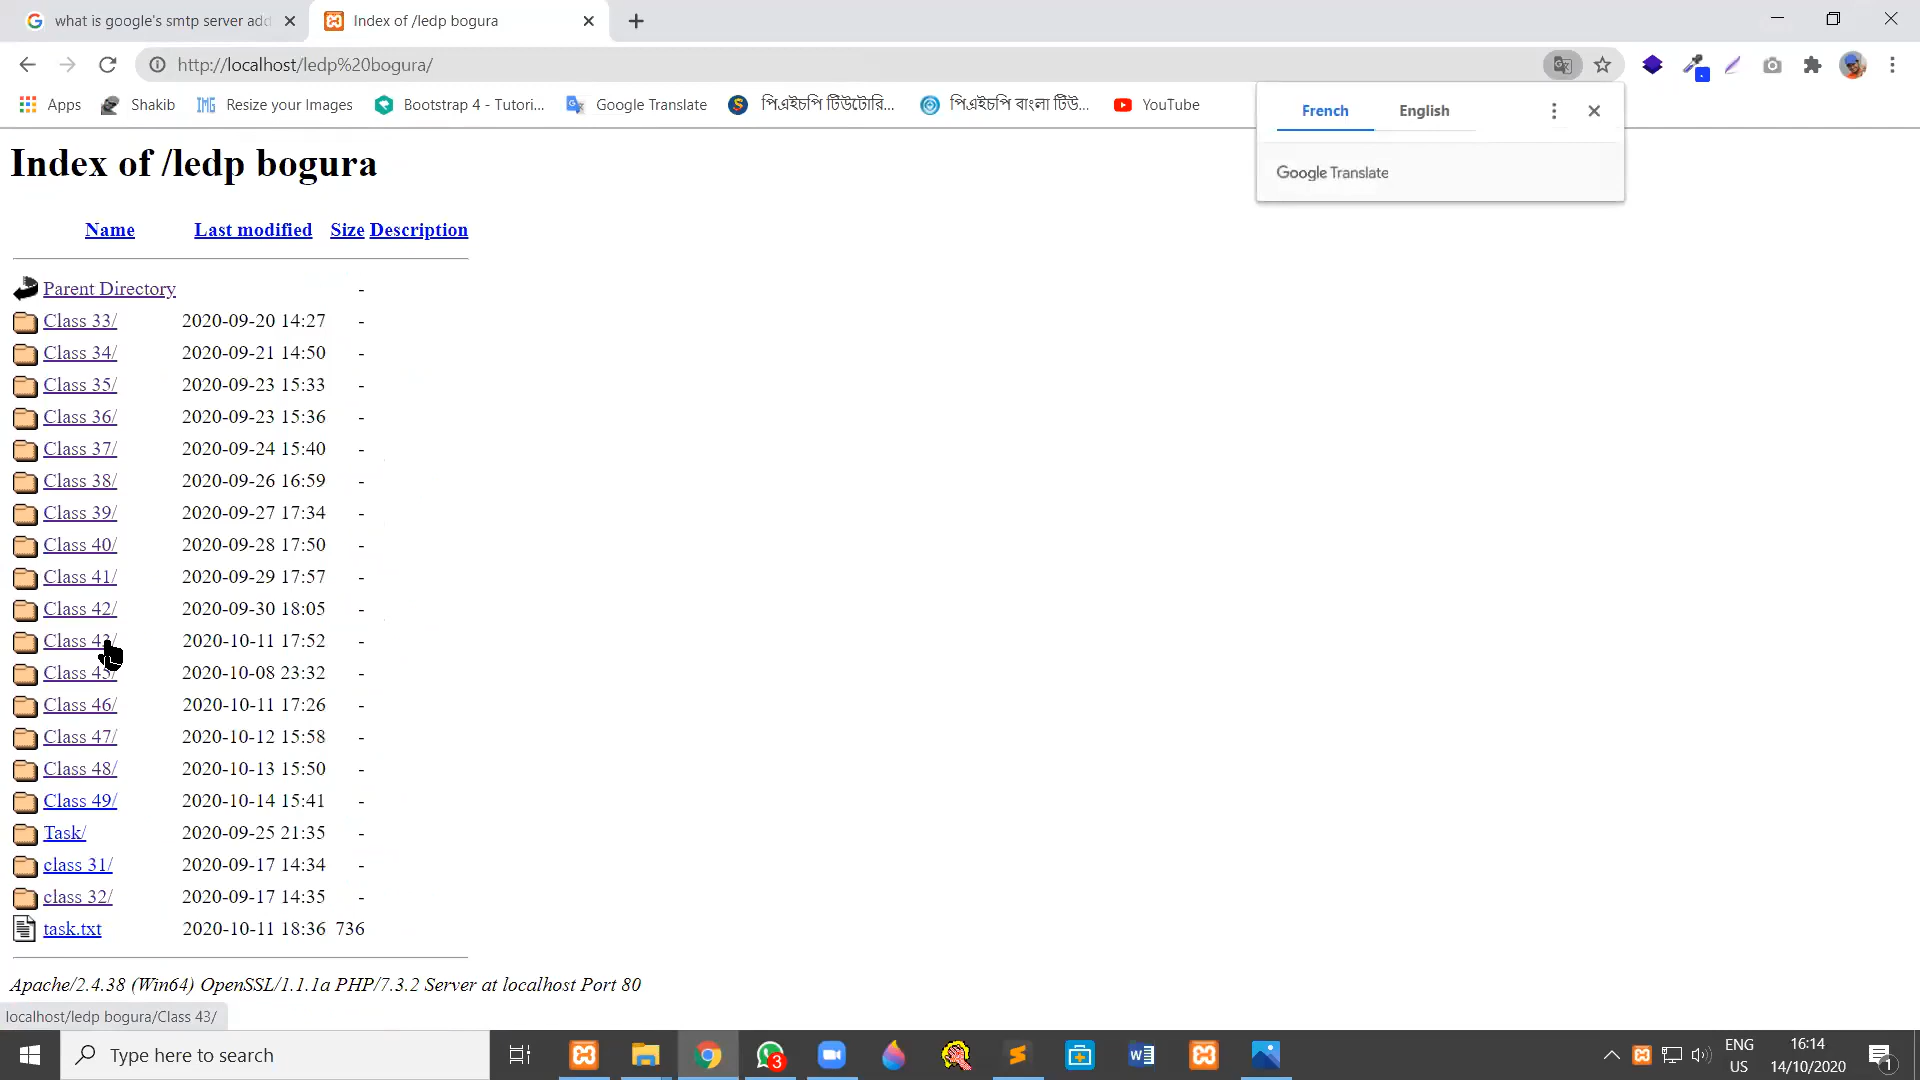 what is google's smtp server add
Index of /ledp bogura
http://localhost/ledp%20bogura/
Apps
Shakib
IMG
Resize your Images
Bootstrap 4 - Tutori...
Google Translate
পিএইচপি টিউটোরি...
পিএইচপি বাংলা টিউ...
YouTube
French English
Google Translate
Index of /ledp bogura
Name Last modified Size Description
Parent Directory -
Class 33/ 2020-09-20 14:27 -
Class 34/ 2020-09-21 14:50 -
Class 35/ 2020-09-23 15:33 -
Class 36/ 2020-09-23 15:36 -
Class 37/ 2020-09-24 15:40 -
Class 38/ 2020-09-26 16:59 -
Class 39/ 2020-09-27 17:34 -
Class 40/ 2020-09-28 17:50 -
Class 41/ 2020-09-29 17:57 -
Class 42/ 2020-09-30 18:05 -
Class 43/ 2020-10-11 17:52 -
Class 45/ 2020-10-08 23:32 -
Class 46/ 2020-10-11 17:26 -
Class 47/ 2020-10-12 15:58 -
Class 48/ 2020-10-13 15:50 -
Class 49/ 2020-10-14 15:41 -
Task/ 2020-09-25 21:35 -
class 31/ 2020-09-17 14:34 -
class 32/ 2020-09-17 14:35 -
task.txt 2020-10-11 18:36 736
Apache/2.4.38 (Win64) OpenSSL/1.1.1a PHP/7.3.2 Server at localhost Port 80
localhost/ledp bogura/Class 43/
Type here to search
3
ENG
US
16:14
14/10/2020
1